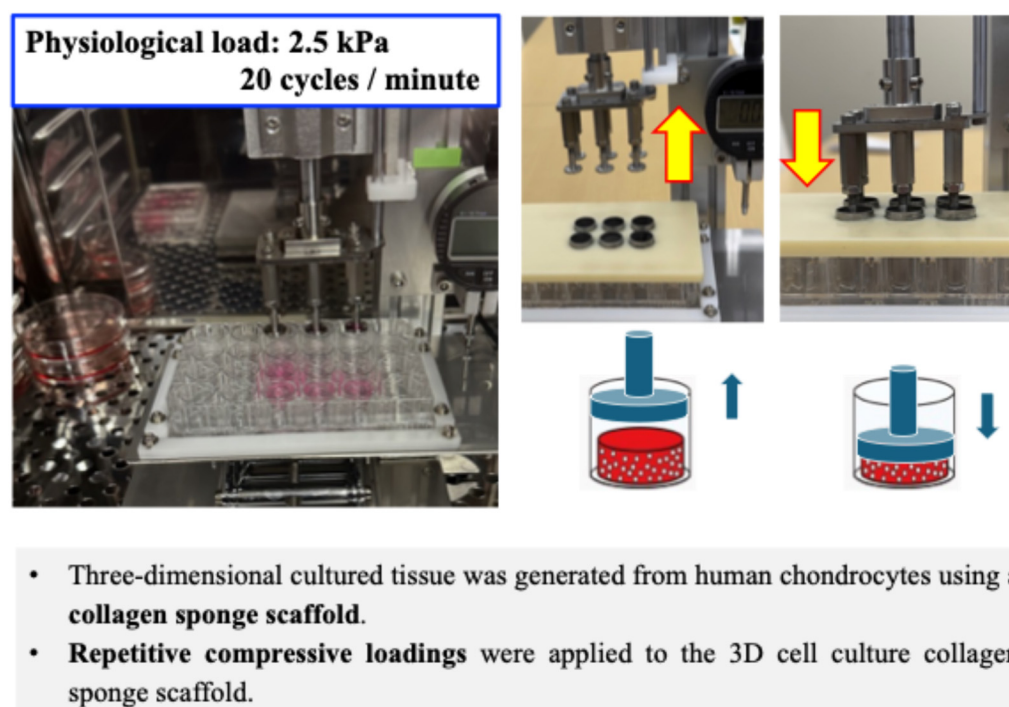 Physiological load: 2.5 kPa
20 cycles / minute
• Three-dimensional cultured tissue was generated from human chondrocytes using a
collagen sponge scaffold.
• Repetitive compressive loadings were applied to the 3D cell culture collagen
sponge scaffold.